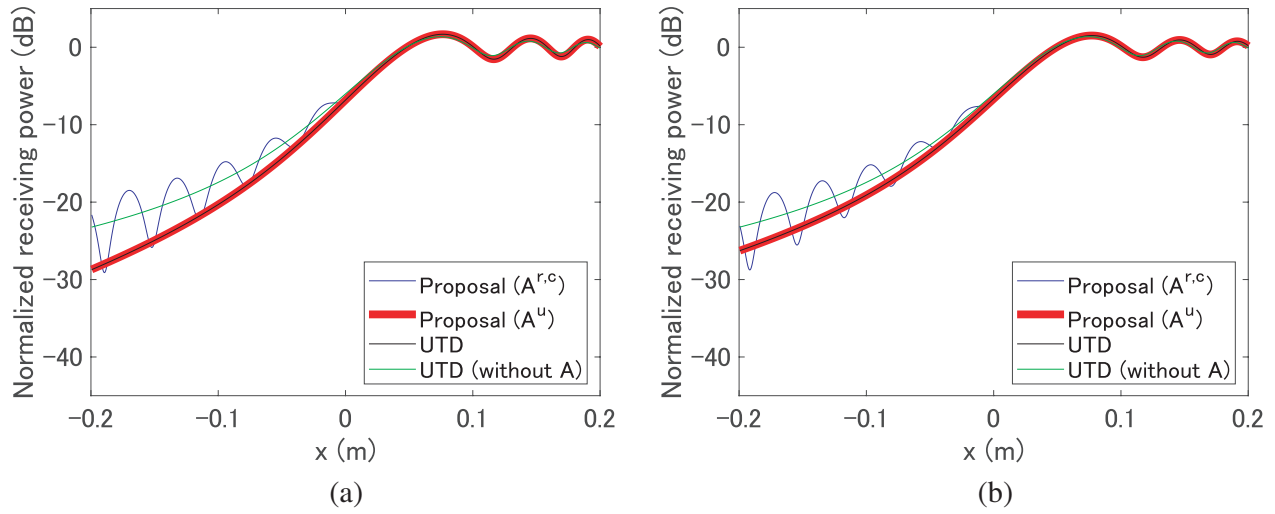 Normalized receiving power (dB)
0
−10
−20
−30
−40
−0.2
−0.1
0
0.1
0.2
x (m)
Proposal (A^r,c)
Proposal (A^u)
UTD
UTD (without A)
(a)
Normalized receiving power (dB)
0
−10
−20
−30
−40
−0.2
−0.1
0
0.1
0.2
x (m)
Proposal (A^r,c)
Proposal (A^u)
UTD
UTD (without A)
(b)